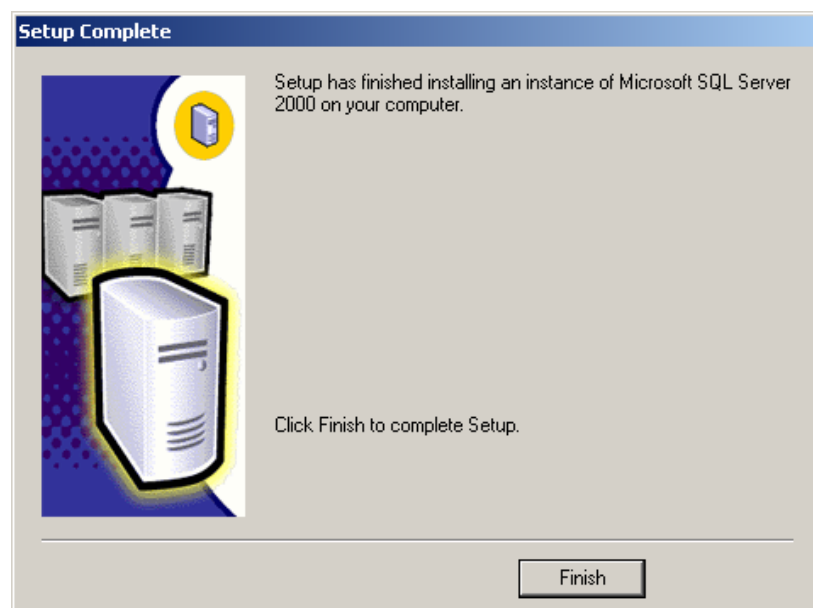 Setup Complete
Setup has finished installing an instance of Microsoft SQL Server
2000 on your computer.
Click Finish to complete Setup.
Finish